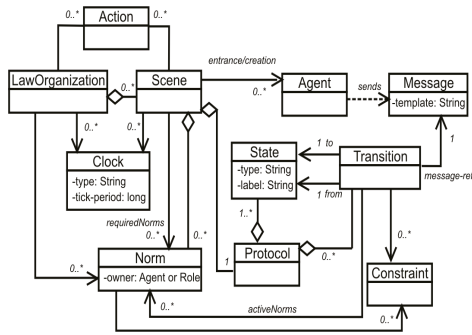 Action
0..* 0..*
LawOrganization
0..*
Scene
entrance/creation
0..*
Agent
sends
Message
-template: String
0..* 0..*
Clock
-type: String
-tick-period: long
State
-type: String
-label: String
1 to
1 from
Transition
1
message-ref
requiredNorms
0..* 0..*
1..*
0..*
Norm
-owner: Agent or Role
0..*
1
Protocol
0..*
0..*
Constraint
0..*
activeNorms
0..*